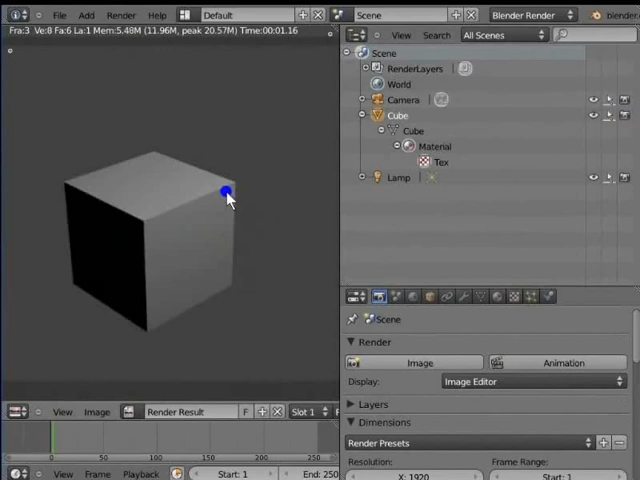 File Add Render Help Default Scene Blender Render blender.
Fra:3 Ve:8 Fa:6 La:1 Mem:5.48M (11.96M, peak 20.57M) Time:00:01.16
View Search All Scenes
Scene
RenderLayers
World
Camera
Cube
Cube
Material
Tex
Lamp
Scene
Render
Image Animation
Display: Image Editor
Layers
View Image Render Result F Slot 1
Dimensions
Render Presets
0 50 100 150 200 250
Resolution: Frame Range:
View Frame Playback Start: 1 End: 250
X: 1920 Start: 1